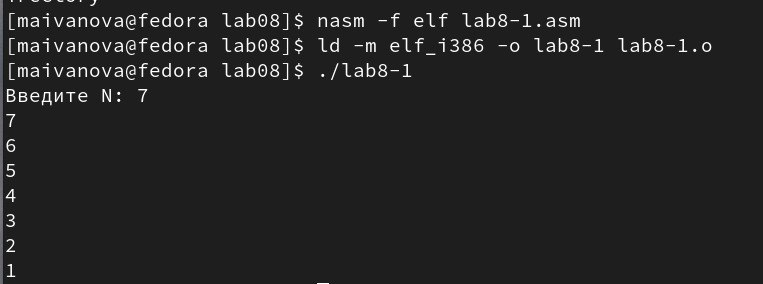 [maivanova@fedora lab08]$ nasm -f elf lab8-1.asm
[maivanova@fedora lab08]$ ld -m elf_i386 -o lab8-1 lab8-1.o
[maivanova@fedora lab08]$ ./lab8-1
Введите N: 7
7
6
5
4
3
2
1